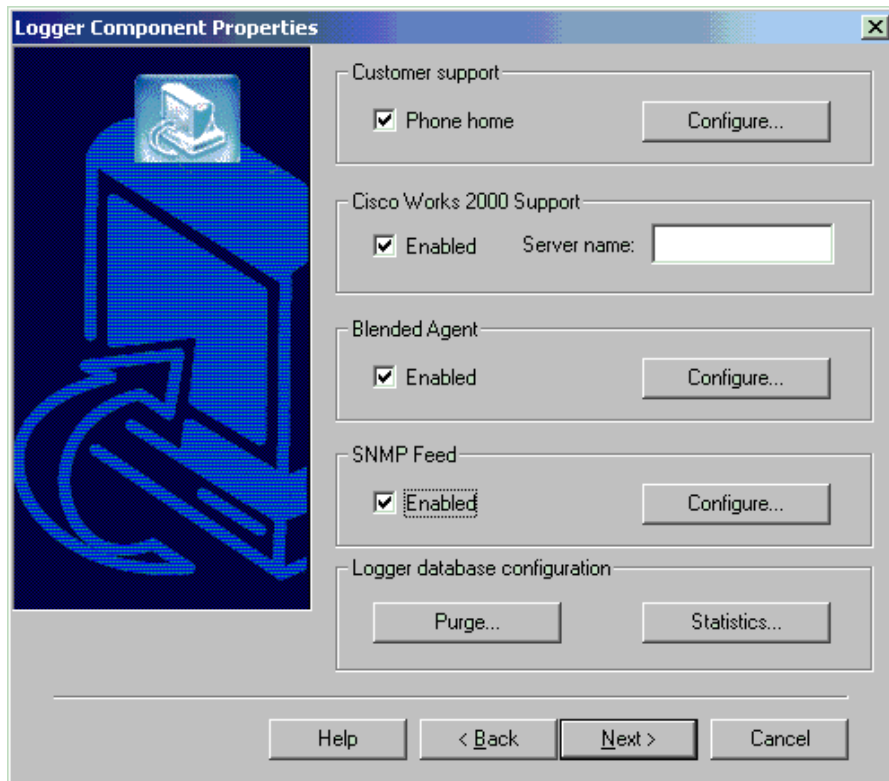 Logger Component Properties
Customer support
Phone home
Configure...
Cisco Works 2000 Support
Enabled
Server name:
Blended Agent
Enabled
Configure...
SNMP Feed
Enabled
Configure...
Logger database configuration
Purge...
Statistics...
Help
< Back
Next >
Cancel